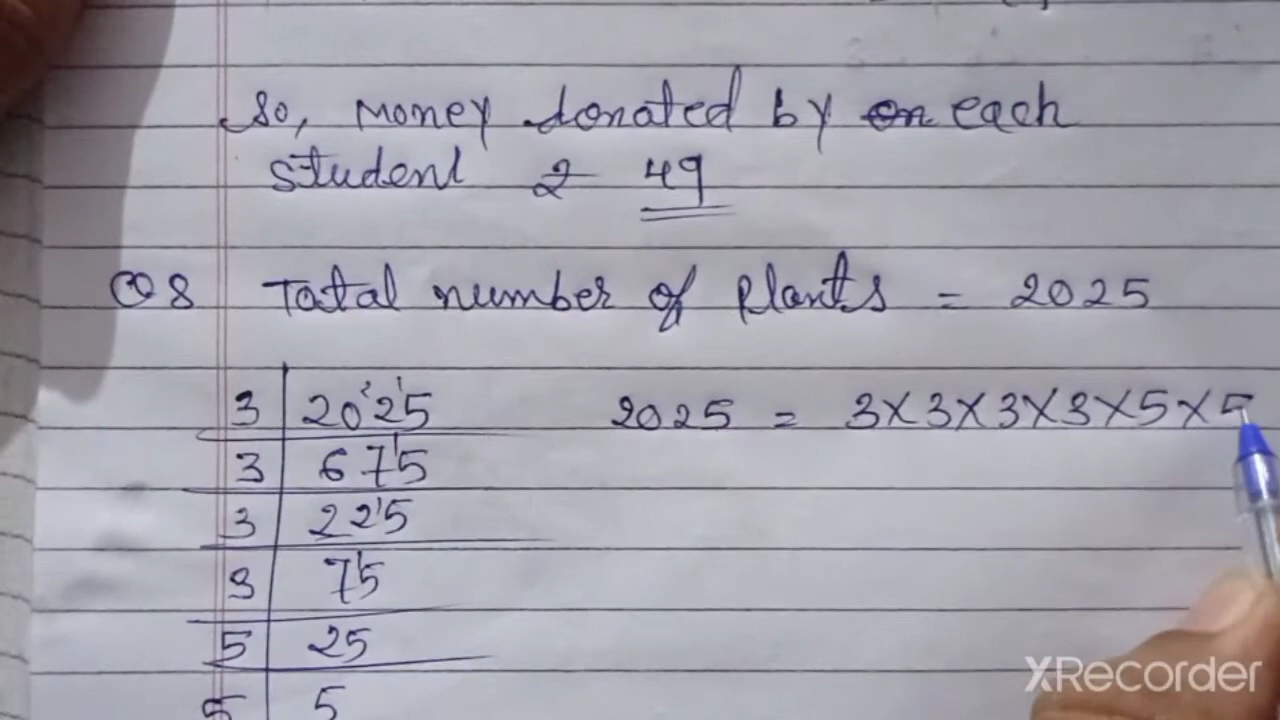 So, Money donated by each
student = 49
Q8 Total number of Plants = 2025
3 | 2025 2025 = 3×3×3×3×5×5
3 | 675
3 | 225
3 | 75
5 | 25
5 | 5
XRecorder